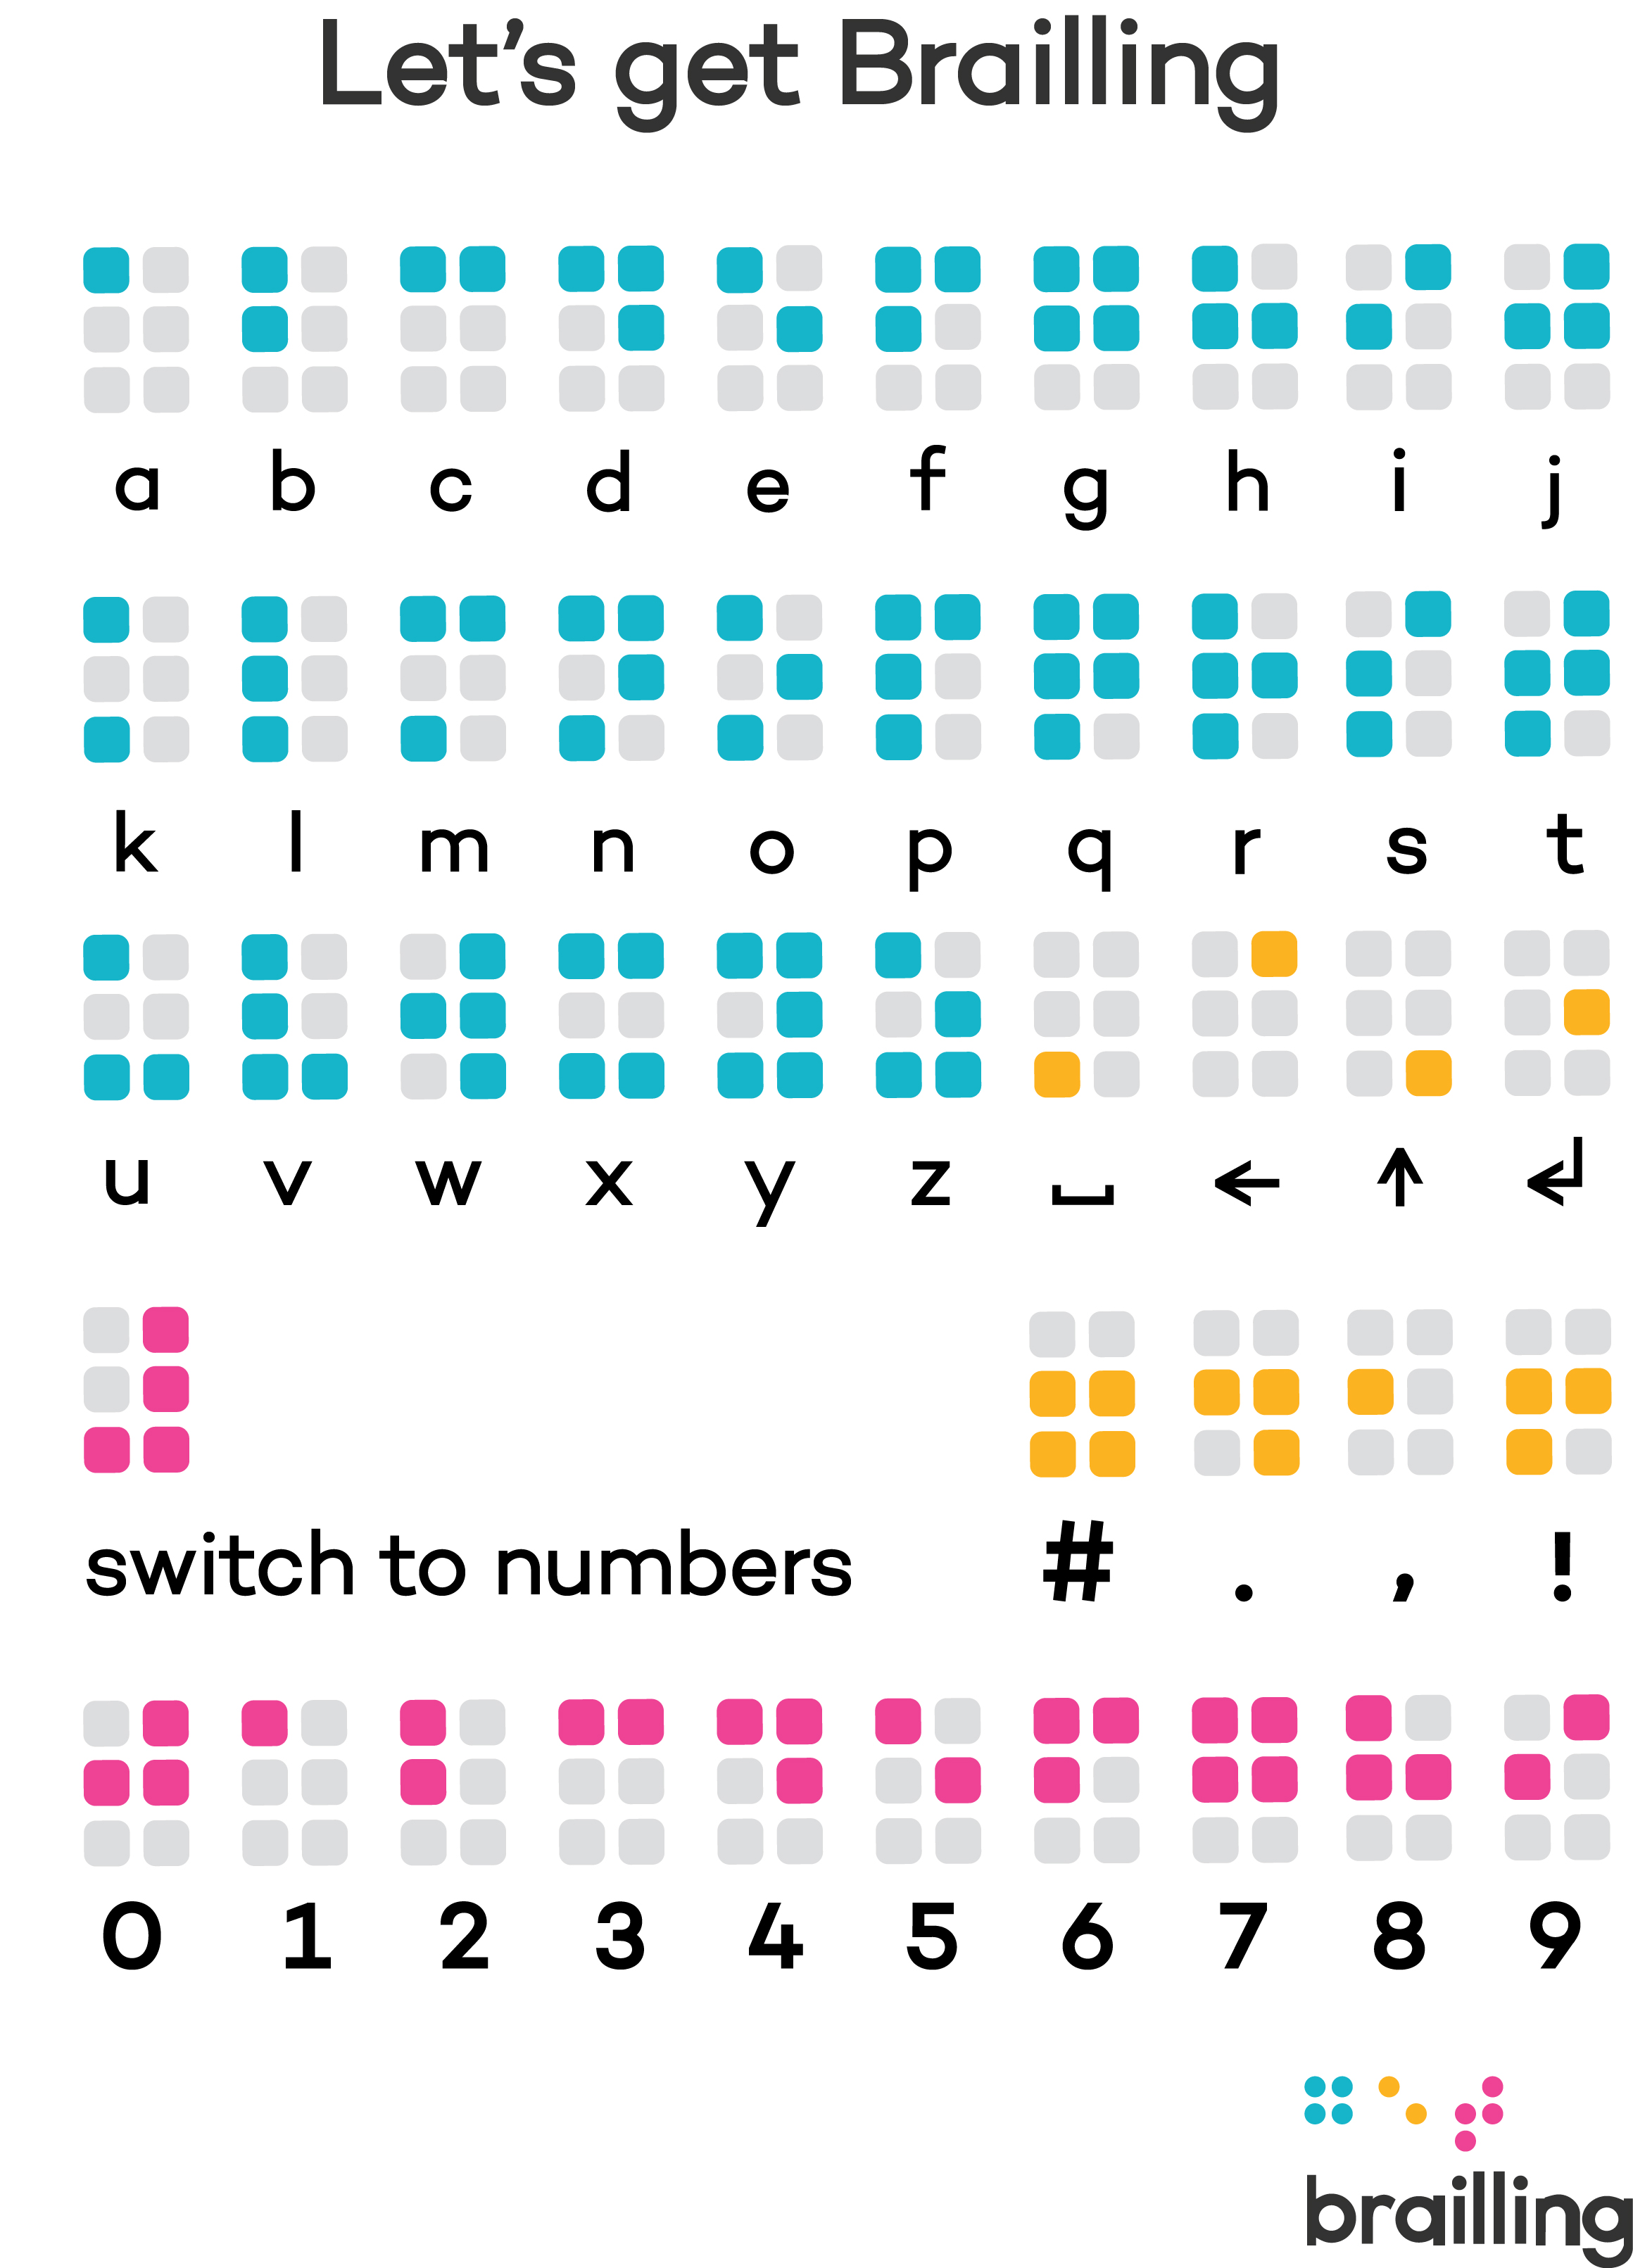 Let's get Brailling
a b c d e f g h i j
k l m n o p q r s t
u v w x y z ⎵ ← ↑ ↲
switch to numbers # . , !
0 1 2 3 4 5 6 7 8 9
brailling